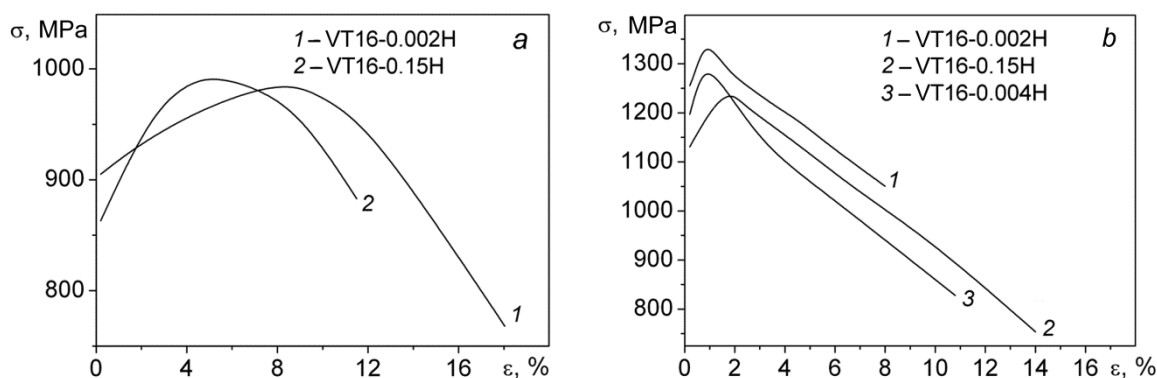 σ, MPa
a
1 – VT16-0.002H
2 – VT16-0.15H
1000
900
800
2
1
0 4 8 12 16 ε, %
σ, MPa
b
1 – VT16-0.002H
2 – VT16-0.15H
3 – VT16-0.004H
1300
1200
1100
1000
900
800
1
3
2
0 2 4 6 8 10 12 14 16 ε, %